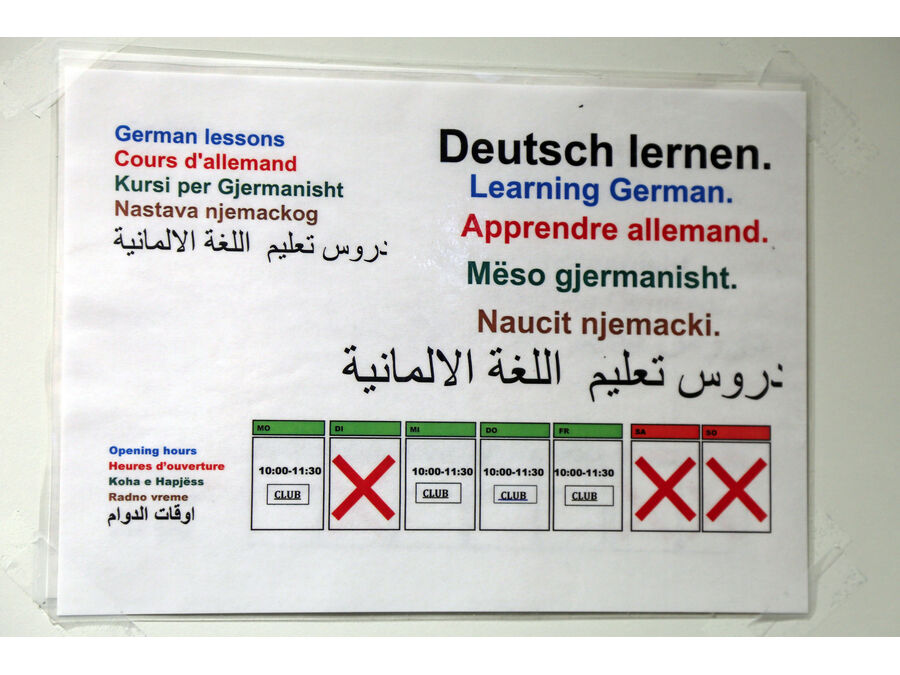 German lessons
Cours d'allemand
Kursi per Gjermanisht
Nastava njemackog
دروس تعليم اللغة الالمانية
Deutsch lernen.
Learning German.
Apprendre allemand.
Mëso gjermanisht.
Naucit njemacki.
دروس تعليم اللغة الالمانية
Opening hours
Heures d'ouverture
Koha e Hapjëss
Radno vreme
اوقات الدوام
MO DI MI DO FR SA SO
10:00-11:30 10:00-11:30 10:00-11:30 10:00-11:30
CLUB CLUB CLUB CLUB